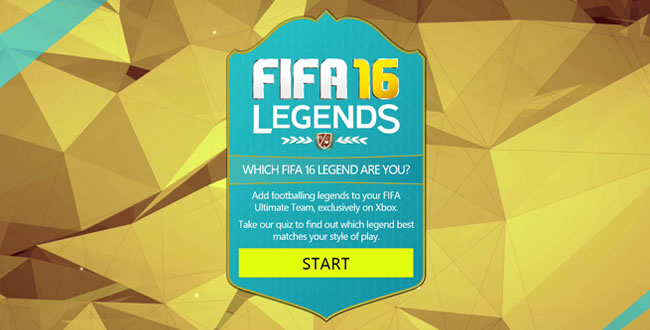 FIFA 16
LEGENDS
WHICH FIFA 16 LEGEND ARE YOU?
Add footballing legends to your FIFA
Ultimate Team, exclusively on Xbox.
Take our quiz to find out which legend best
matches your style of play.
START